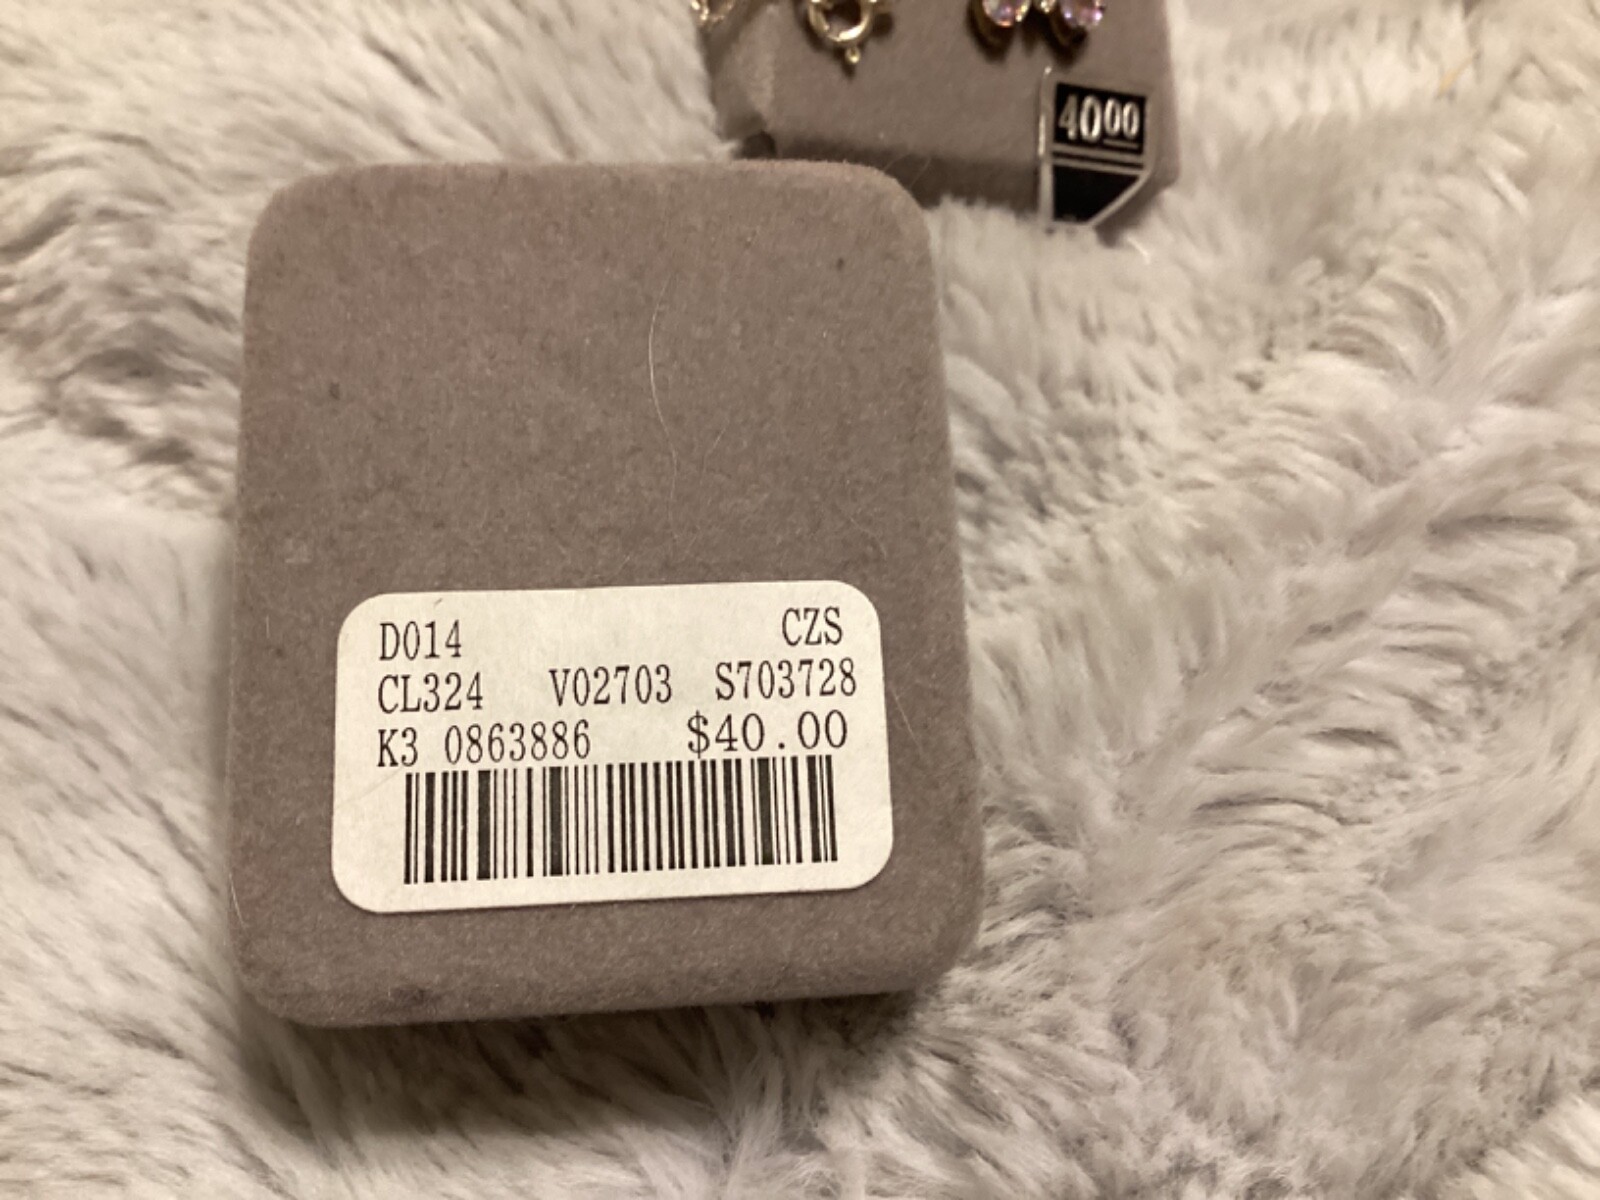 4000
D014 CZS
CL324 V02703 S703728
K3 0863886 $40.00